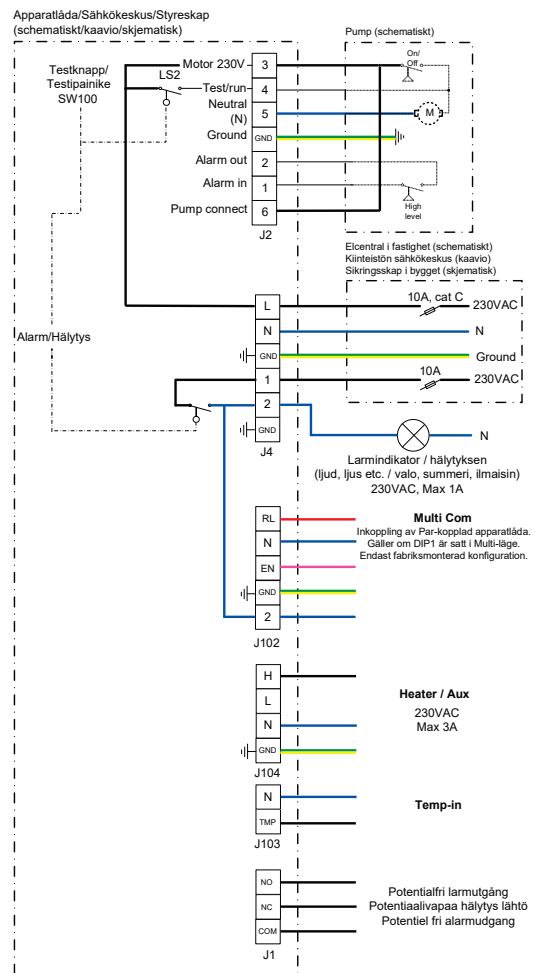 Apparatlåda/Sähkökeskus/Styreskap
(schematiskt/kaavio/skjematisk)
Pump (schematiskt)
Testknapp/
Testipainike
SW100
LS2
Motor 230V
3
Test/run
4
Neutral
(N)
5
Ground
GND
Alarm out
2
Alarm in
1
Pump connect
6
J2
On/
Off
M
High
level
Elcentral i fastighet (schematiskt)
Kiinteistön sähkökeskus (kaavio)
Sikringsskap i bygget (skjematisk)
L
10A, cat C
230VAC
N
N
GND
Ground
1
10A
230VAC
2
GND
J4
Alarm/Hälytys
N
Larmindikator / hälytyksen
(ljud, ljus etc. / valo, summeri, ilmaisin)
230VAC, Max 1A
RL
N
EN
GND
2
J102
Multi Com
Inkoppling av Par-kopplad apparatlåda.
Gäller om DIP1 är satt i Multi-läge.
Endast fabriksmonterad konfiguration.
H
L
N
GND
J104
Heater / Aux
230VAC
Max 3A
N
TMP
J103
Temp-in
NO
NC
COM
J1
Potentialfri larmutgång
Potentiaalivapaa hälytys lähtö
Potentiel fri alarmudgang